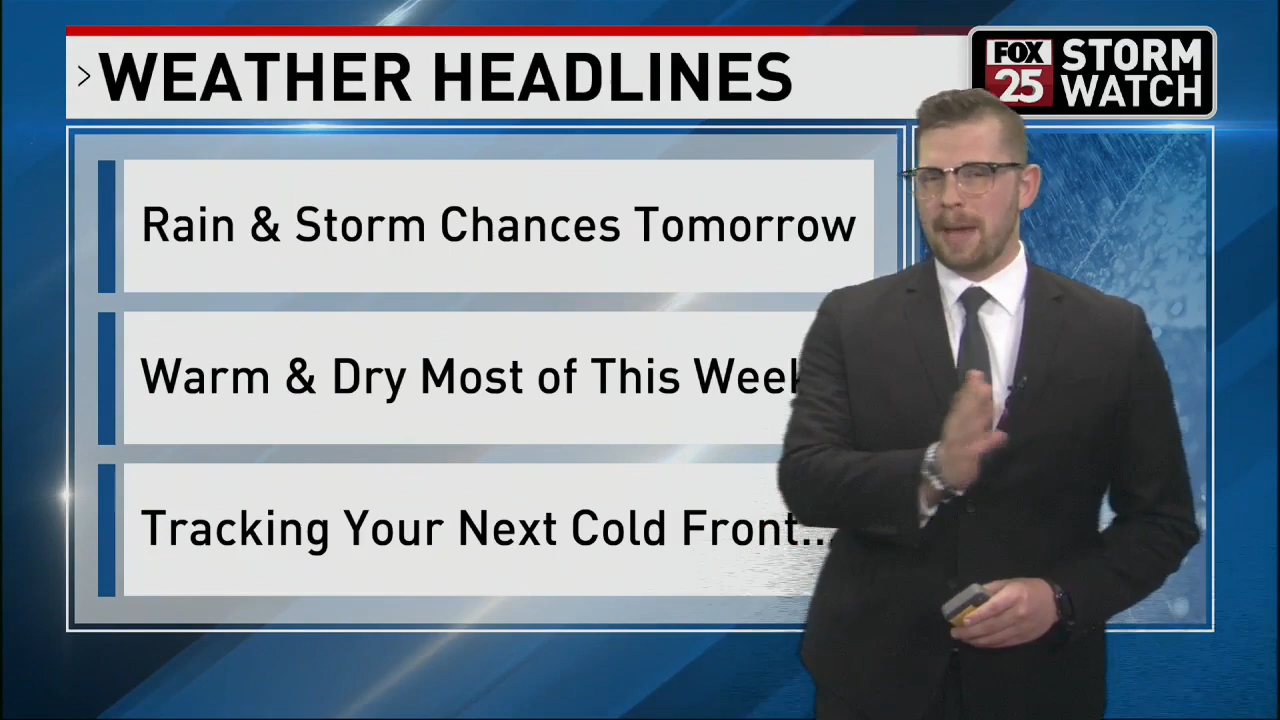 > WEATHER HEADLINES
FOX
25
STORM
WATCH
Rain & Storm Chances Tomorrow
Warm & Dry Most of This Week
Tracking Your Next Cold Front...